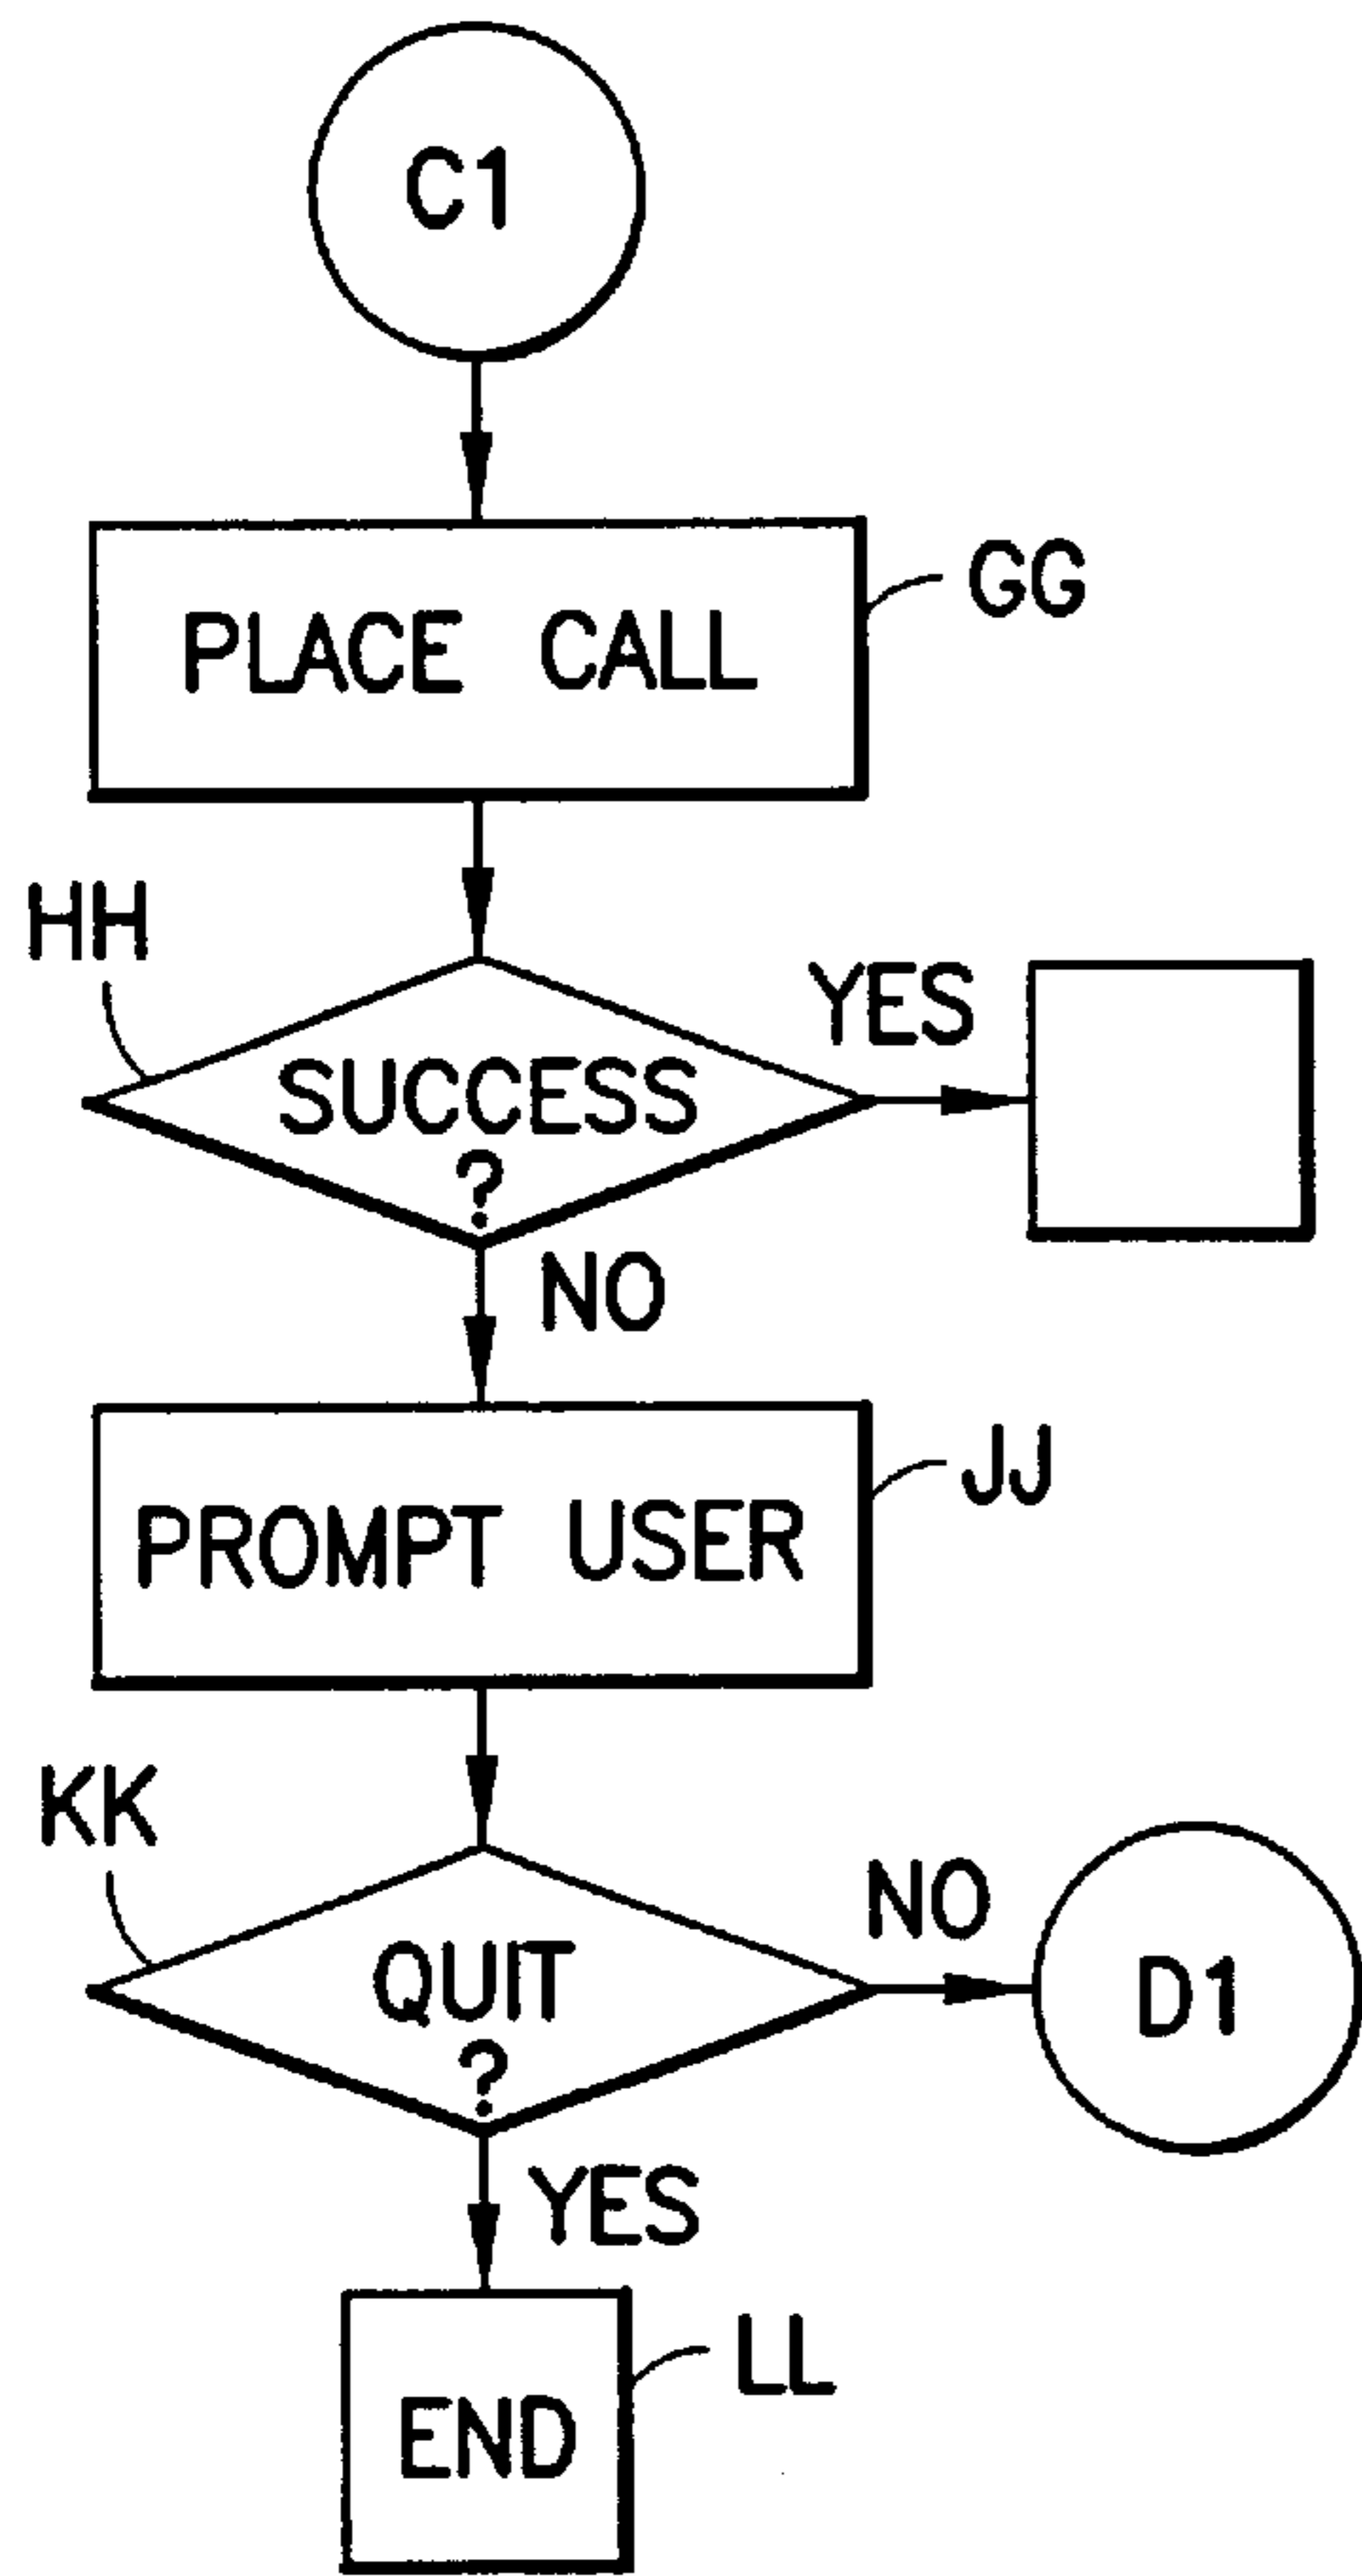 C1
PLACE CALL
GG
HH
SUCCESS
?
YES
NO
PROMPT USER
JJ
KK
QUIT
?
NO
D1
YES
END
LL